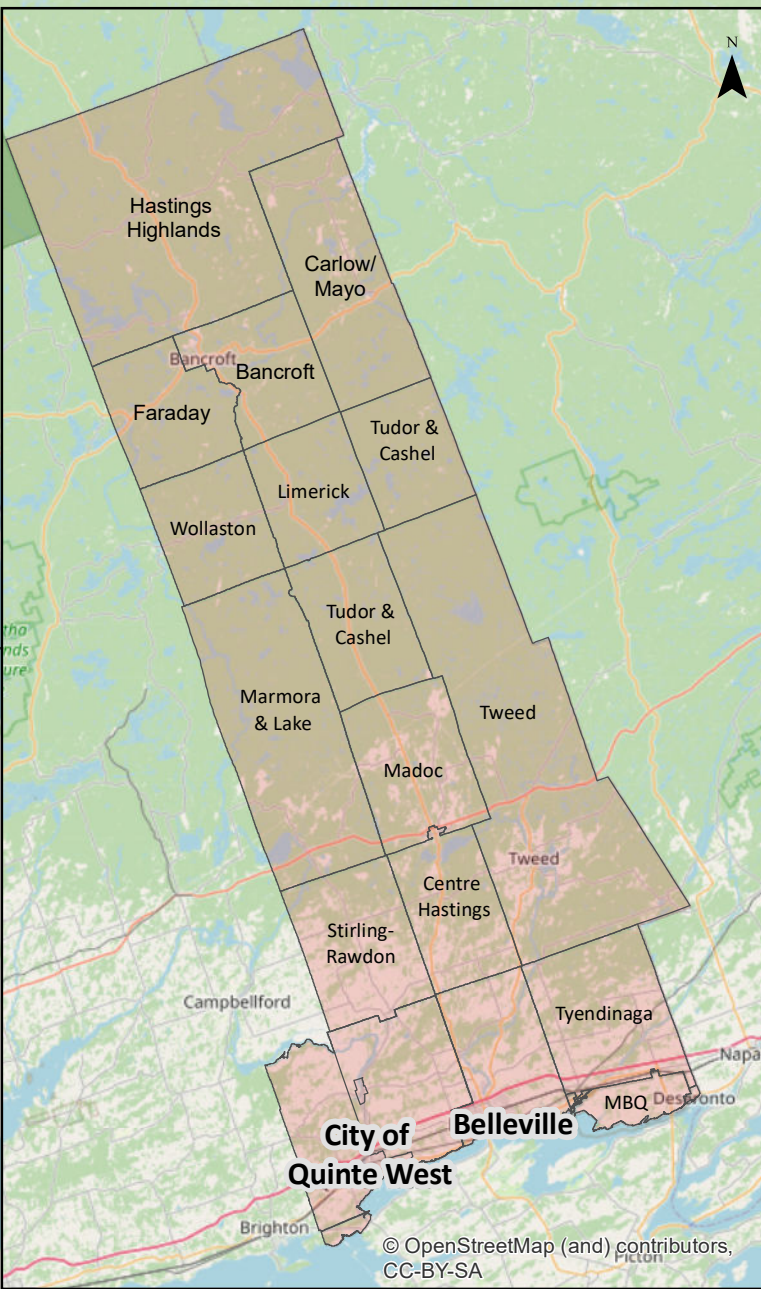 N
Hastings
Highlands
Carlow/
Mayo
Bancroft
Bancroft
Faraday
Tudor &
Cashel
Limerick
Wollaston
Tudor &
Cashel
Marmora
& Lake
Tweed
Madoc
Tweed
Centre
Hastings
Stirling-
Rawdon
Campbellford
Tyendinaga
Napa
MBQ
Deseronto
Belleville
City of
Quinte West
Brighton
© OpenStreetMap (and) contributors,
CC-BY-SA
Picton